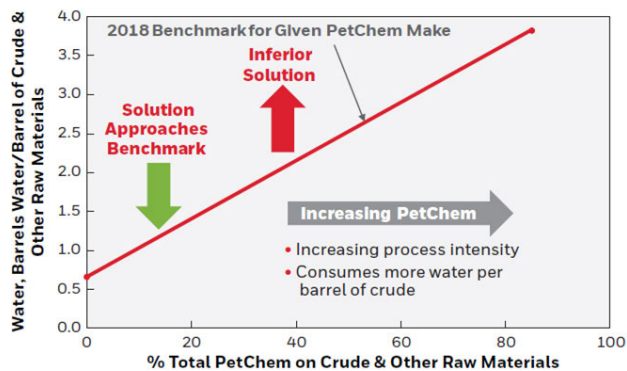 Water, Barrels Water/Barrel of Crude &
Other Raw Materials
4.0
3.5
3.0
2.5
2.0
1.5
1.0
0.5
0.0
2018 Benchmark for GIven PetChem Make
Inferior
Solution
Solution
Approaches
Benchmark
Increasing PetChem
• Increasing process intensity
• Consumes more water per
barrel of crude
0
20
40
60
80
100
% Total PetChem on Crude & Other Raw Materials